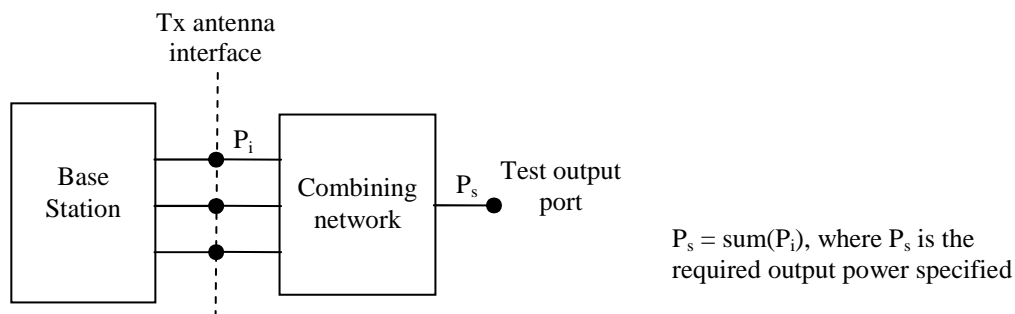 Tx antenna
interface
Base
Station
Pi
Combining
network
Ps
Test output
port
Ps = sum(Pi), where Ps is the
required output power specified